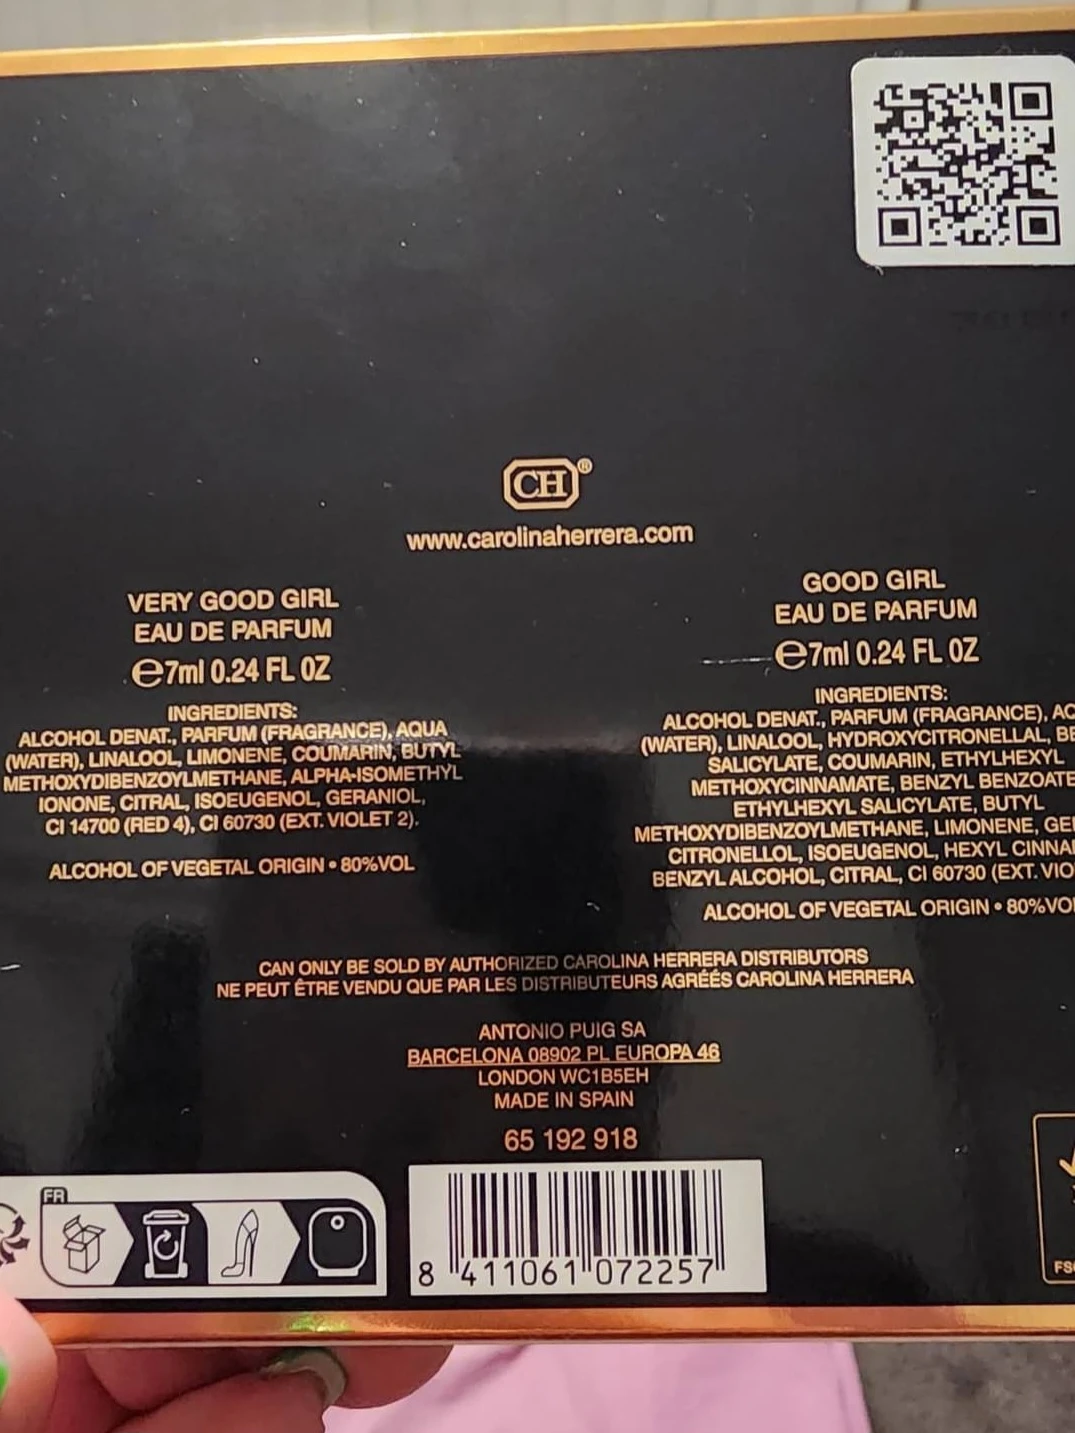 CH®
www.carolinaherrera.com
VERY GOOD GIRL
EAU DE PARFUM
e7ml 0.24 FL OZ
INGREDIENTS:
ALCOHOL DENAT., PARFUM (FRAGRANCE), AQUA
(WATER), LINALOOL, LIMONENE, COUMARIN, BUTYL
METHOXYDIBENZOYLMETHANE, ALPHA-ISOMETHYL
IONONE, CITRAL, ISOEUGENOL, GERANIOL,
CI 14700 (RED 4), CI 60730 (EXT. VIOLET 2).
ALCOHOL OF VEGETAL ORIGIN • 80%VOL
GOOD GIRL
EAU DE PARFUM
e7ml 0.24 FL OZ
INGREDIENTS:
ALCOHOL DENAT., PARFUM (FRAGRANCE),
(WATER), LINALOOL, HYDROXYCITRONELLAL,
SALICYLATE, COUMARIN, ETHYLHEXYL
METHOXYCINNAMATE, BENZYL BENZOATE
ETHYLHEXYL SALICYLATE, BUTYL
METHOXYDIBENZOYLMETHANE, LIMONENE,
CITRONELLOL, ISOEUGENOL, HEXYL
BENZYL ALCOHOL, CITRAL, CI 60730 (EXT.
ALCOHOL OF VEGETAL ORIGIN •
CAN ONLY BE SOLD BY AUTHORIZED CAROLINA HERRERA DISTRIBUTORS
NE PEUT ÊTRE VENDU QUE PAR LES DISTRIBUTEURS AGRÉÉS CAROLINA HERRERA
ANTONIO PUIG SA
BARCELONA 08902 PL EUROPA 46
LONDON WC1B5EH
MADE IN SPAIN
65 192 918
FR
8 411061 072257